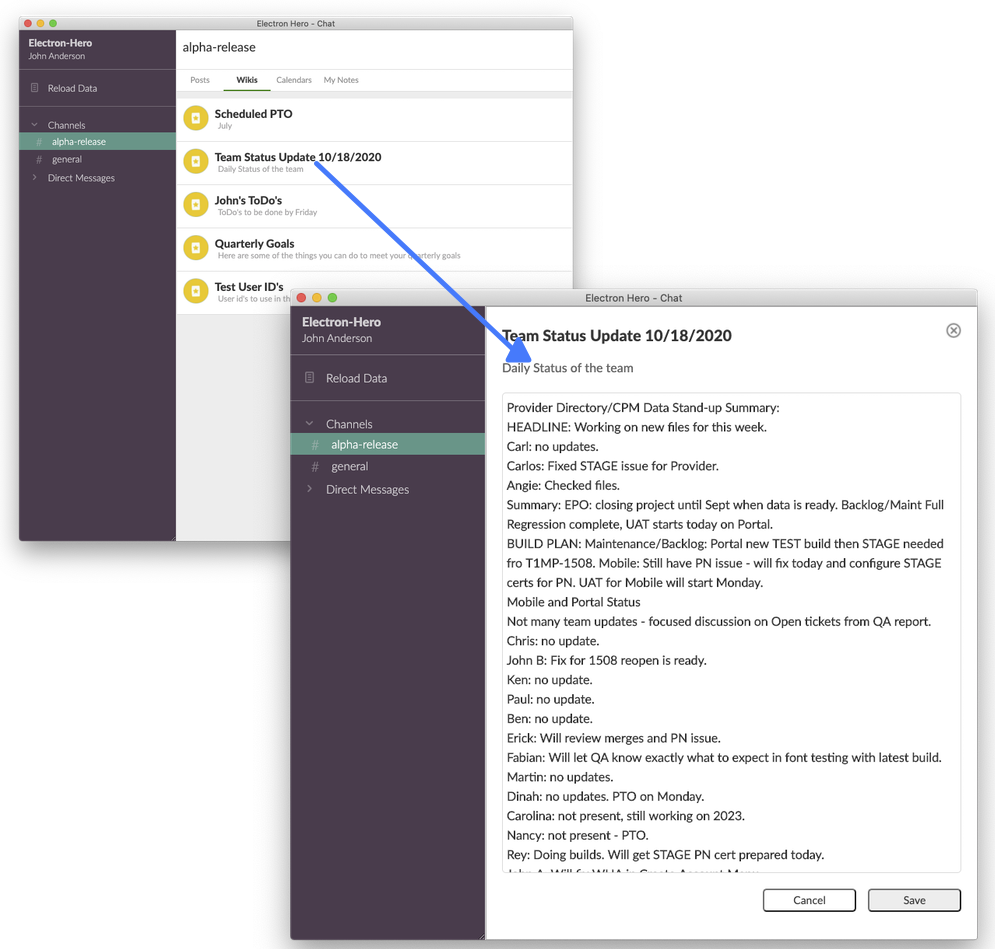 Electron Hero - Chat
Electron-Hero
John Anderson
Reload Data
Channels
# alpha-release
# general
Direct Messages
alpha-release
Posts Wikis Calendars My Notes
Scheduled PTO
July
Team Status Update 10/18/2020
Daily Status of the team
John's ToDo's
ToDo's to be done by Friday
Quarterly Goals
Here are some of the things you can do to meet your quarterly goals
Test User ID's
User id's to use in th
Electron Hero - Chat
Electron-Hero
John Anderson
Reload Data
Channels
# alpha-release
# general
Direct Messages
Team Status Update 10/18/2020
Daily Status of the team
Provider Directory/CPM Data Stand-up Summary:
HEADLINE: Working on new files for this week.
Carl: no updates.
Carlos: Fixed STAGE issue for Provider.
Angie: Checked files.
Summary: EPO: closing project until Sept when data is ready. Backlog/Maint Full
Regression complete, UAT starts today on Portal.
BUILD PLAN: Maintenance/Backlog: Portal new TEST build then STAGE needed
fro T1MP-1508. Mobile: Still have PN issue - will fix today and configure STAGE
certs for PN. UAT for Mobile will start Monday.
Mobile and Portal Status
Not many team updates - focused discussion on Open tickets from QA report.
Chris: no update.
John B: Fix for 1508 reopen is ready.
Ken: no update.
Paul: no update.
Ben: no update.
Erick: Will review merges and PN issue.
Fabian: Will let QA know exactly what to expect in font testing with latest build.
Martin: no updates.
Dinah: no updates. PTO on Monday.
Carolina: not present, still working on 2023.
Nancy: not present - PTO.
Rey: Doing builds. Will get STAGE PN cert prepared today.
Cancel Save